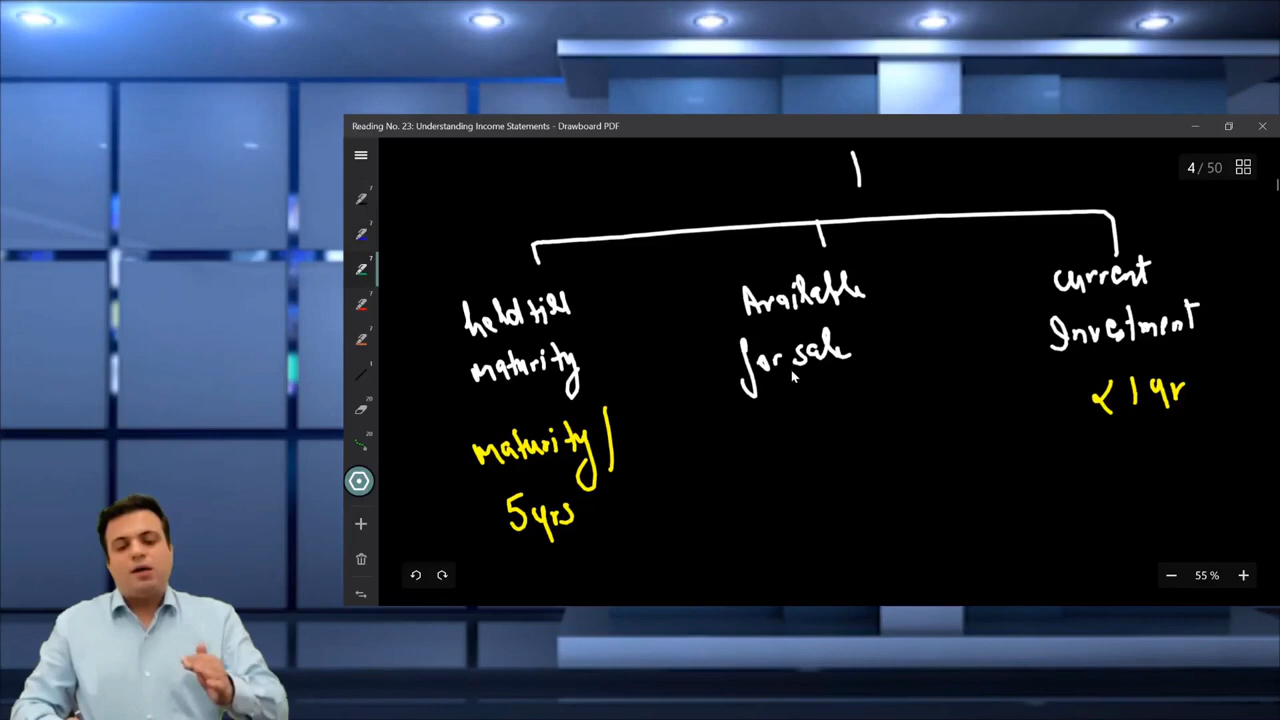 Reading No. 23: Understanding Income Statements - Drawboard PDF
4 / 50
held till
maturity
maturity
5 yrs
Available
for sale
current
Investment
< 1 yr
55 %